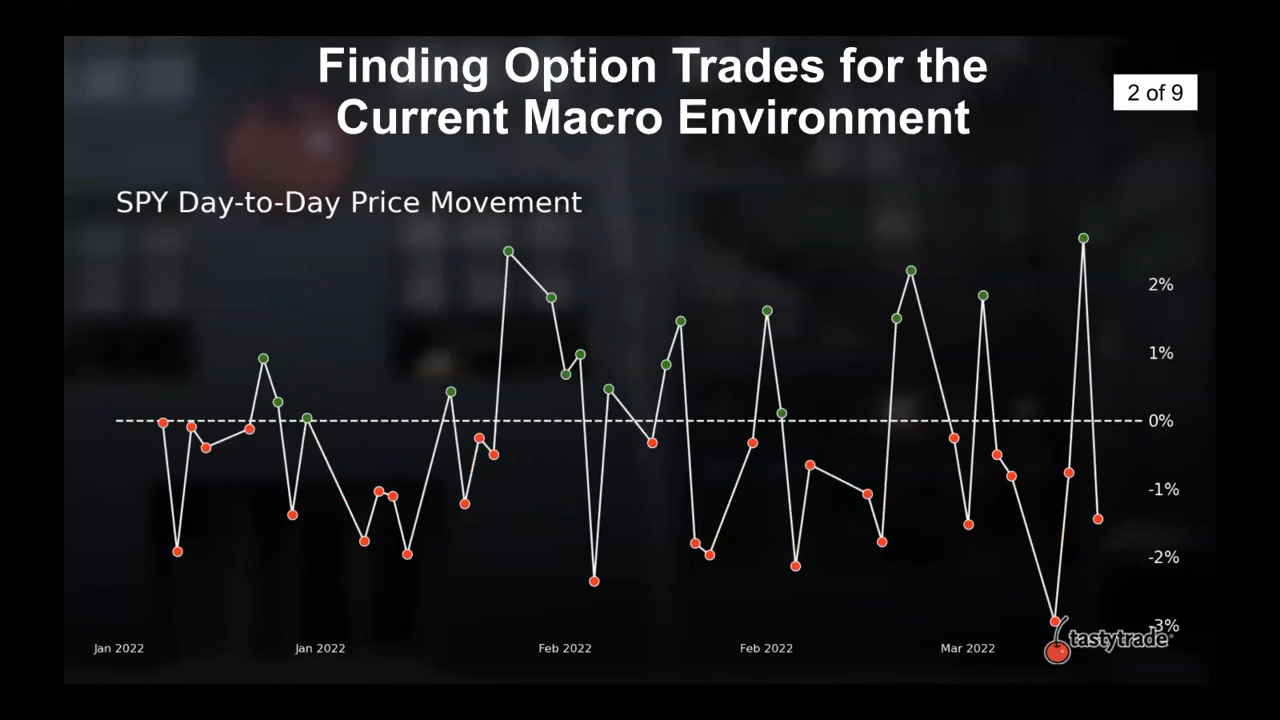 Finding Option Trades for the
Current Macro Environment
2 of 9
SPY Day-to-Day Price Movement
2%
1%
0%
-1%
-2%
-3%
tastytrade
Jan 2022
Jan 2022
Feb 2022
Feb 2022
Mar 2022